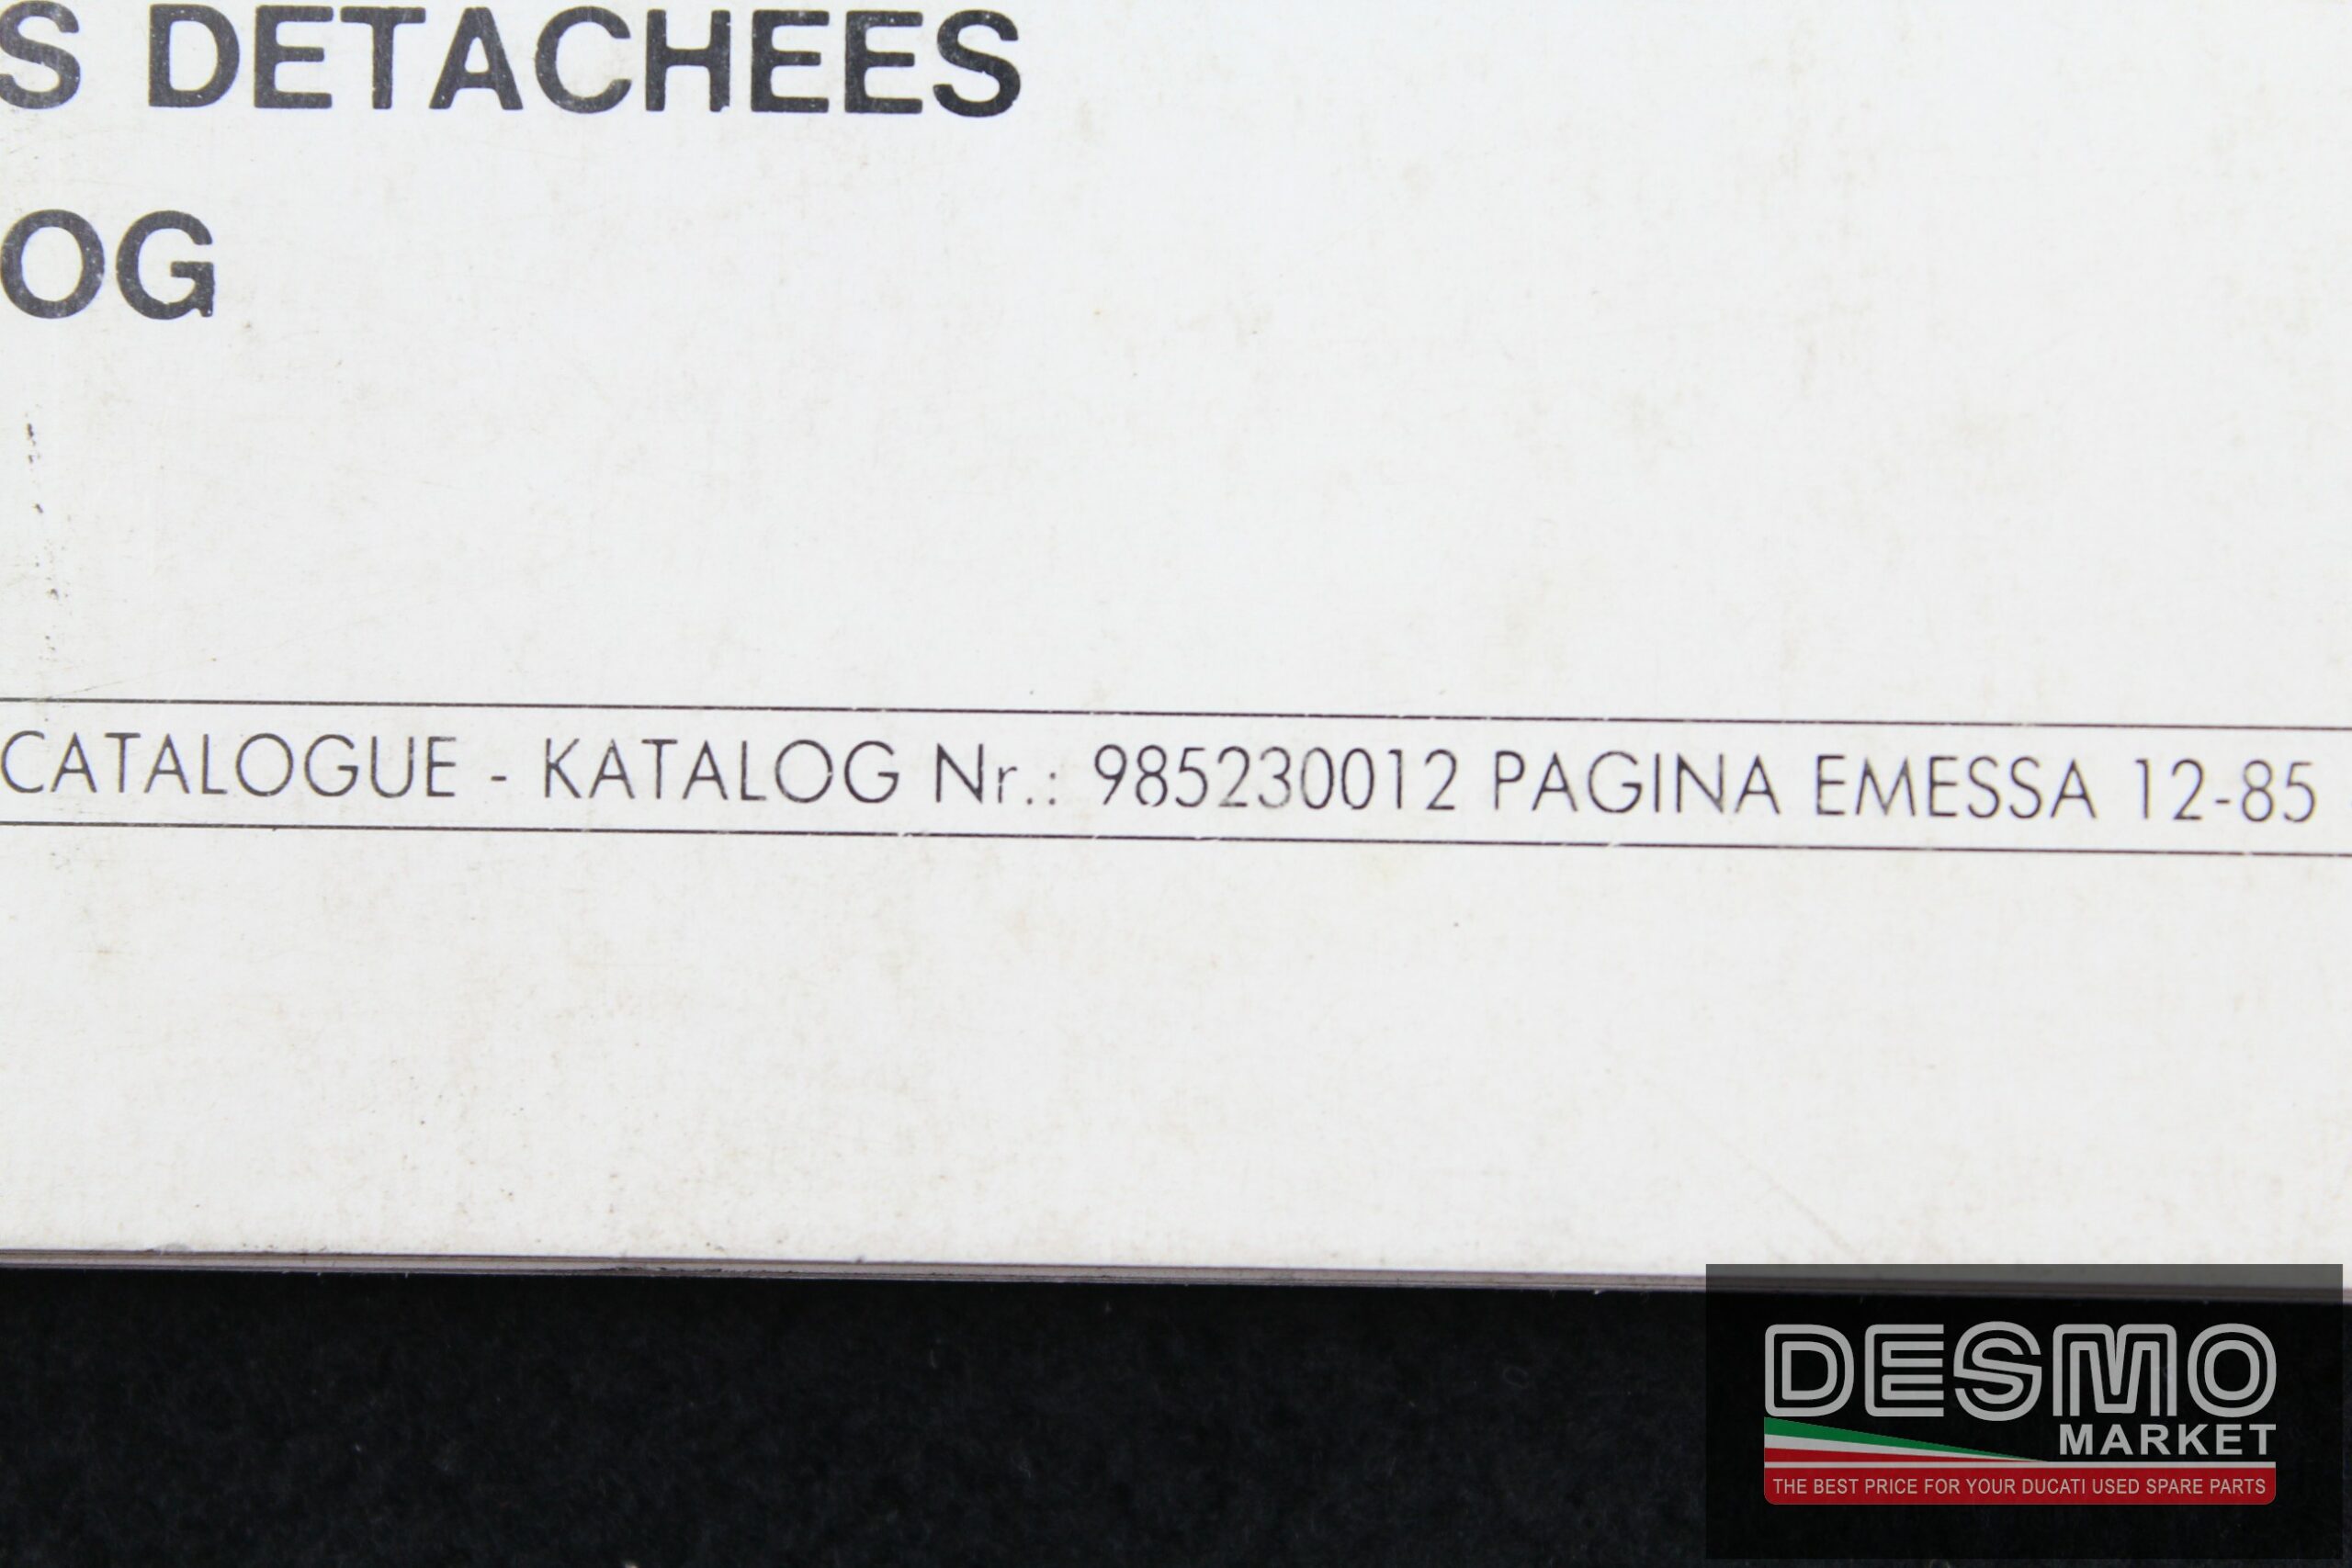 S DETACHEES
OG
CATALOGUE - KATALOG Nr.: 985230012 PAGINA EMESSA 12-85
DESMO
MARKET
THE BEST PRICE FOR YOUR DUCATI USED SPARE PARTS